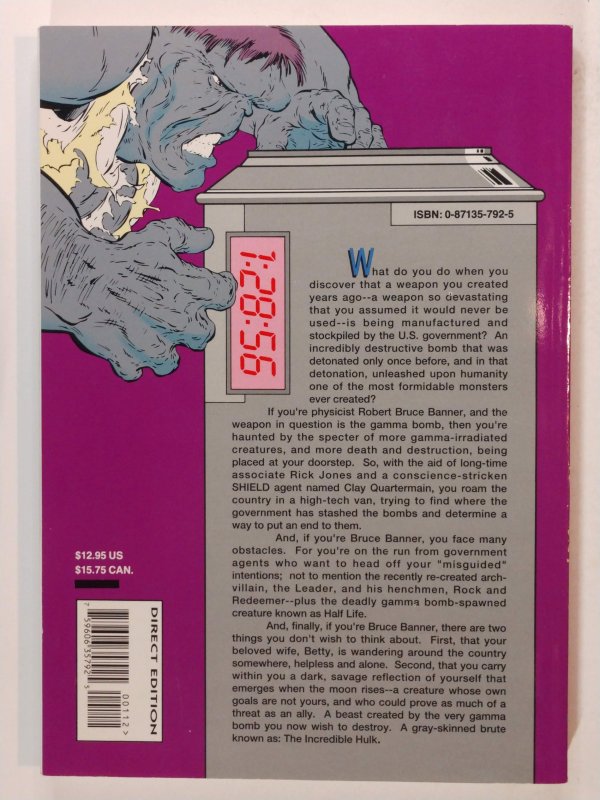 ISBN: 0-87135-792-5
1:28:56
What do you do when you
discover that a weapon you created
years ago--a weapon so devastating
that you assumed it would never be
used--is being manufactured and
stockpiled by the U.S. government? An
incredibly destructive bomb that was
detonated only once before, and in that
detonation, unleashed upon humanity
one of the most formidable monsters
ever created?
If you're physicist Robert Bruce Banner, and the
weapon in question is the gamma bomb, then you're
haunted by the specter of more gamma-irradiated
creatures, and more death and destruction, being
placed at your doorstep. So, with the aid of long-time
associate Rick Jones and a conscience-stricken
SHIELD agent named Clay Quartermain, you roam the
country in a high-tech van, trying to find where the
government has stashed the bombs and determine a
way to put an end to them.
And, if you're Bruce Banner, you face many
obstacles. For you're on the run from government
agents who want to head off your "misguided"
intentions; not to mention the recently re-created arch-
villain, the Leader, and his henchmen, Rock and
Redeemer--plus the deadly gamma bomb-spawned
creature known as Half Life.
And, finally, if you're Bruce Banner, there are two
things you don't wish to think about. First, that your
beloved wife, Betty, is wandering around the country
somewhere, helpless and alone. Second, that you carry
within you a dark, savage reflection of yourself that
emerges when the moon rises--a creature whose own
goals are not yours, and who could prove as much of a
threat as an ally. A beast created by the very gamma
bomb you now wish to destroy. A gray-skinned brute
known as: The Incredible Hulk.
$12.95 US
$15.75 CAN.
7 59606 35792 5
00112>
DIRECT EDITION